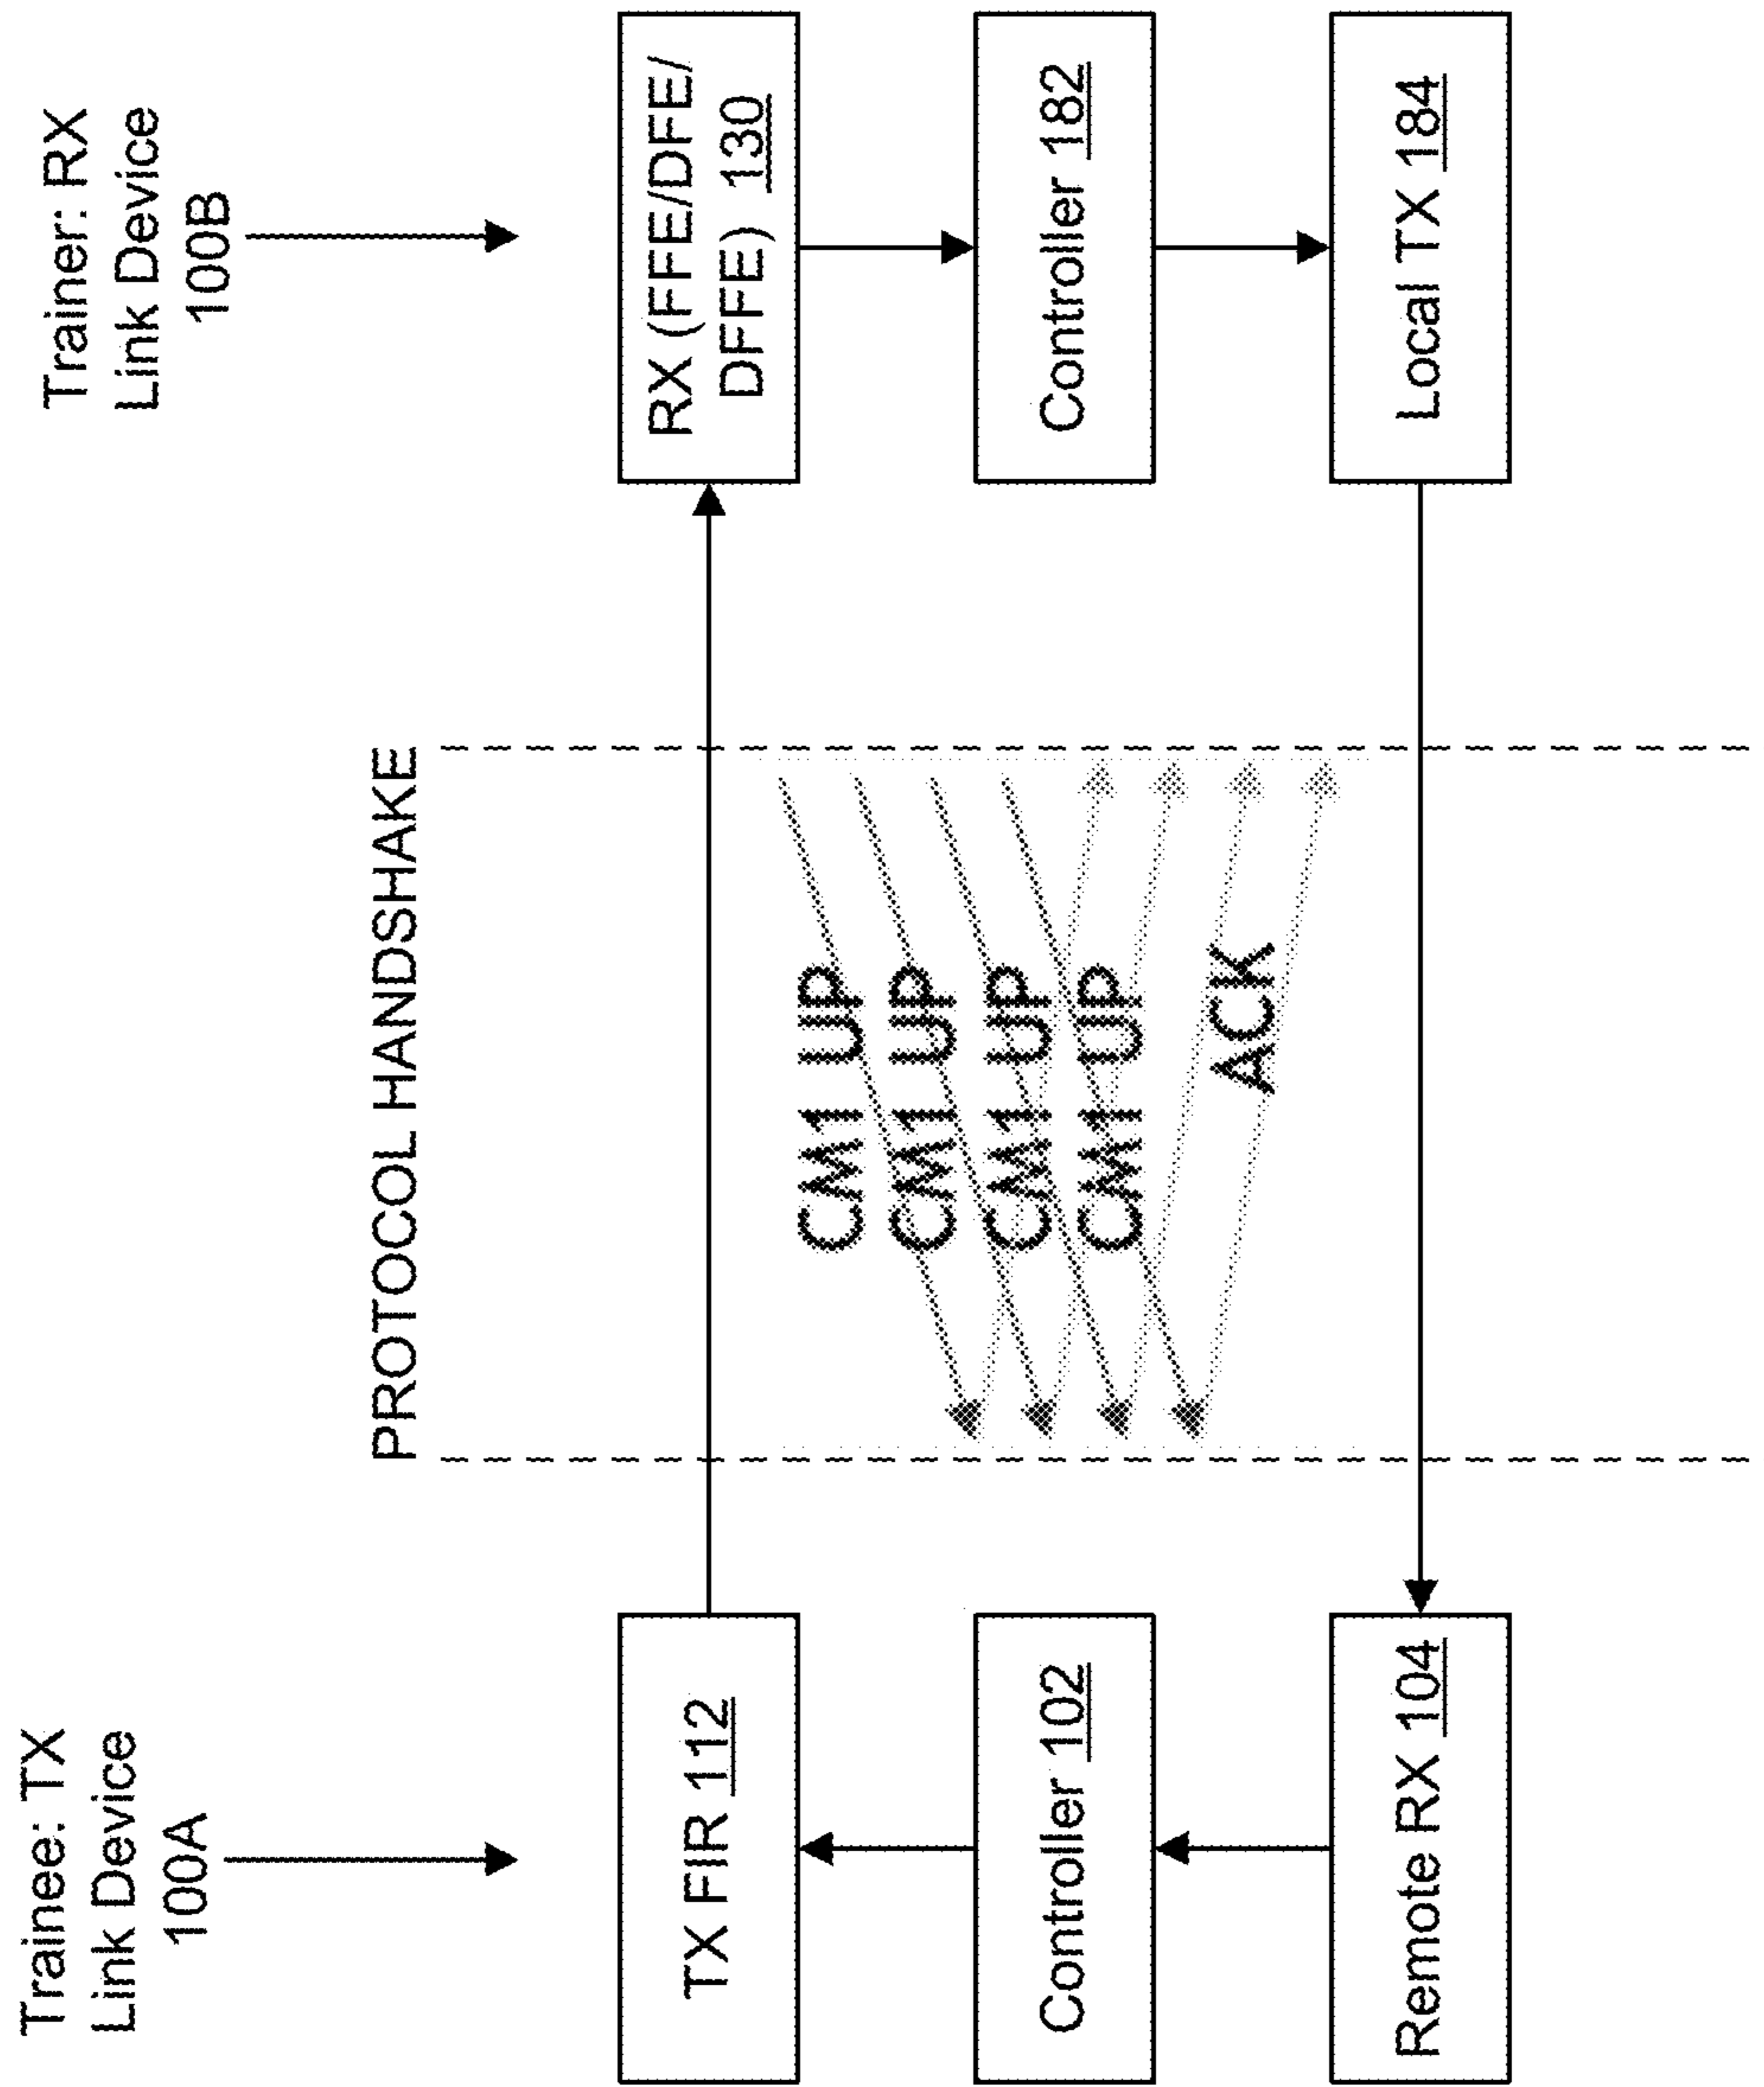 Trainee: TX
Link Device
100A
Trainer: RX
Link Device
100B
PROTOCOL HANDSHAKE
TX FIR 112
RX (FFE/DFE/
DFFE) 130
CM1 UP
CM1 UP
CM1 UP
CM1 UP
ACK
Controller 102
Controller 182
Remote RX 104
Local TX 184